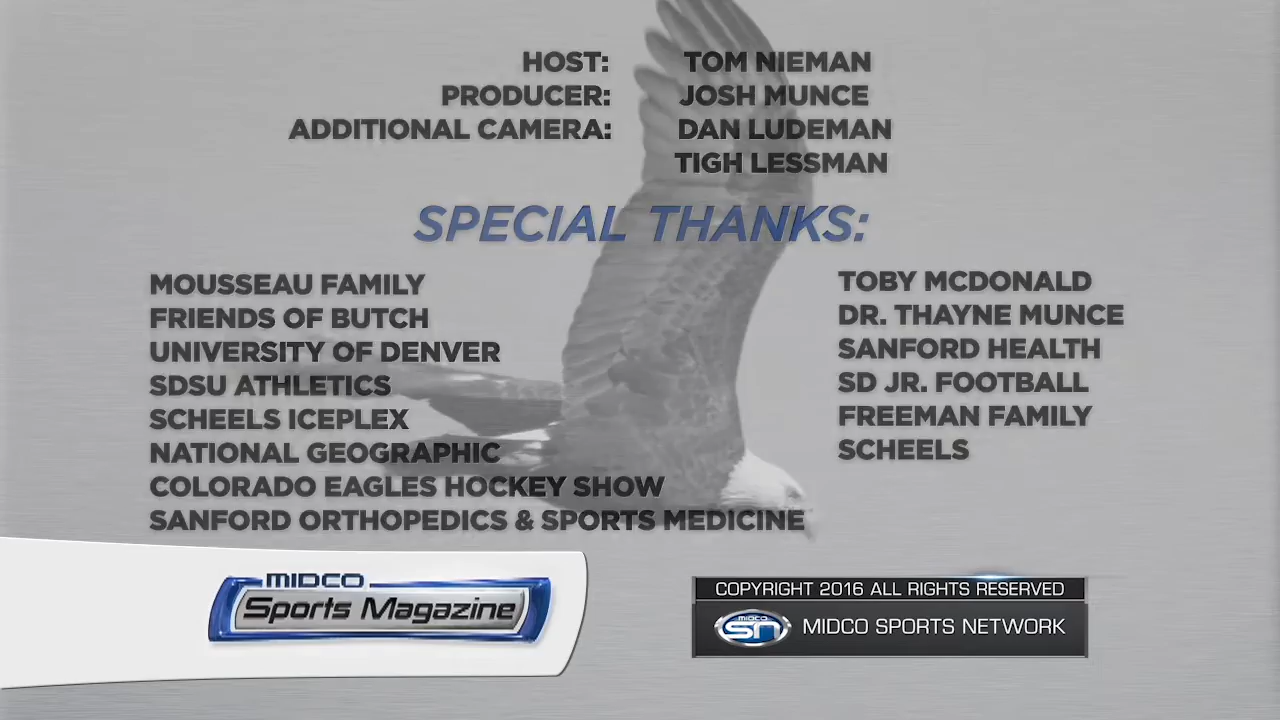 HOST: TOM NIEMAN
PRODUCER: JOSH MUNCE
ADDITIONAL CAMERA: DAN LUDEMAN
TIGH LESSMAN
SPECIAL THANKS:
MOUSSEAU FAMILY
FRIENDS OF BUTCH
UNIVERSITY OF DENVER
SDSU ATHLETICS
SCHEELS ICEPLEX
NATIONAL GEOGRAPHIC
COLORADO EAGLES HOCKEY SHOW
SANFORD ORTHOPEDICS & SPORTS MEDICINE
TOBY MCDONALD
DR. THAYNE MUNCE
SANFORD HEALTH
SD JR. FOOTBALL
FREEMAN FAMILY
SCHEELS
MIDCO
Sports Magazine
COPYRIGHT 2016 ALL RIGHTS RESERVED
MIDCO
SN
MIDCO SPORTS NETWORK